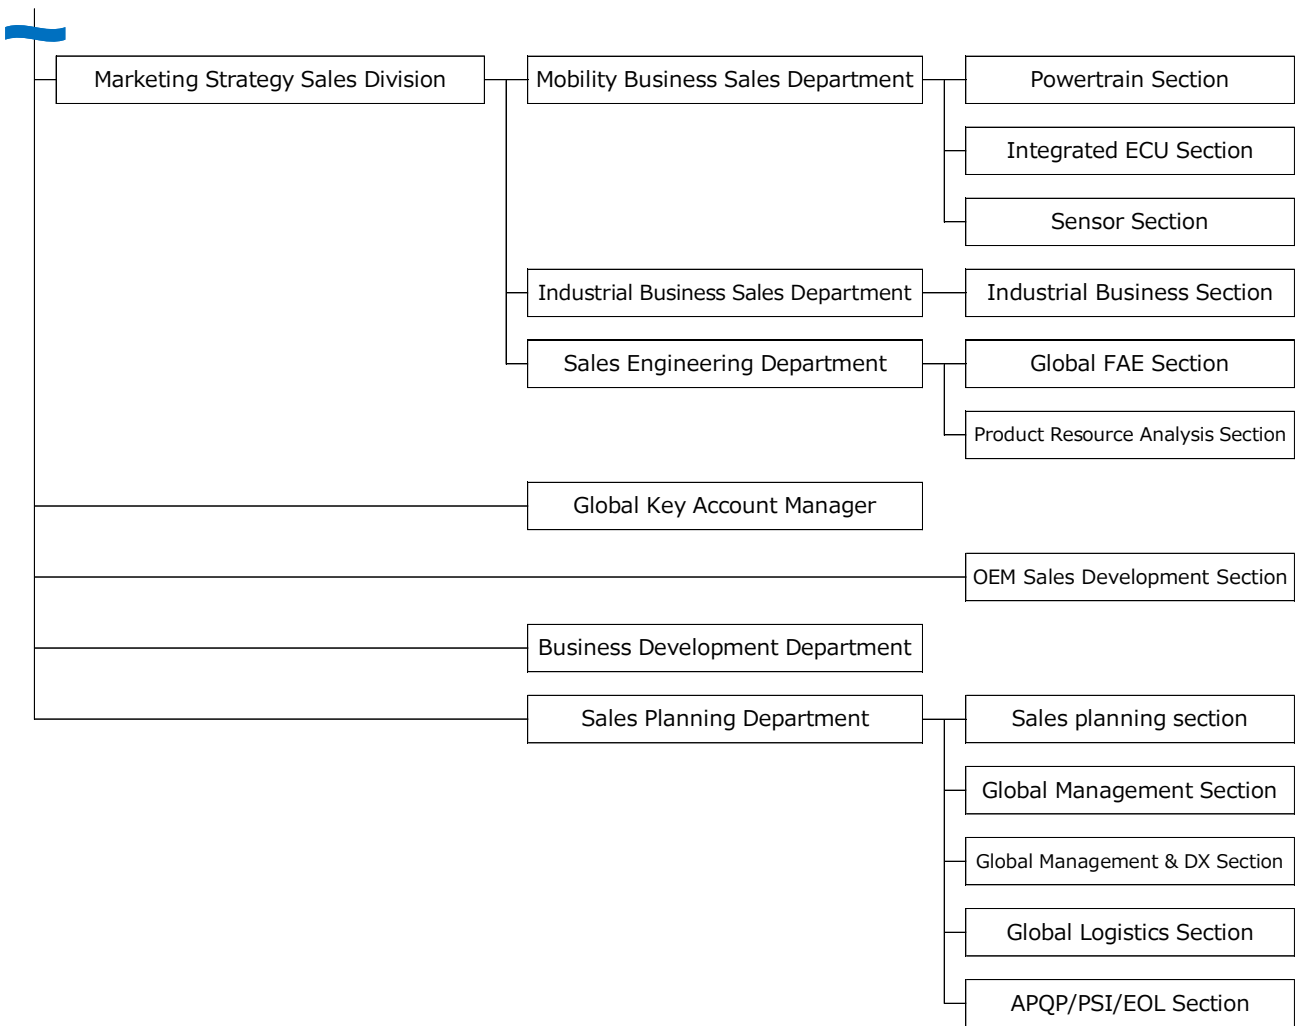 Marketing Strategy Sales Division
Mobility Business Sales Department
Powertrain Section
Integrated ECU Section
Sensor Section
Industrial Business Sales Department
Industrial Business Section
Sales Engineering Department
Global FAE Section
Product Resource Analysis Section
Global Key Account Manager
OEM Sales Development Section
Business Development Department
Sales Planning Department
Sales planning section
Global Management Section
Global Management & DX Section
Global Logistics Section
APQP/PSI/EOL Section